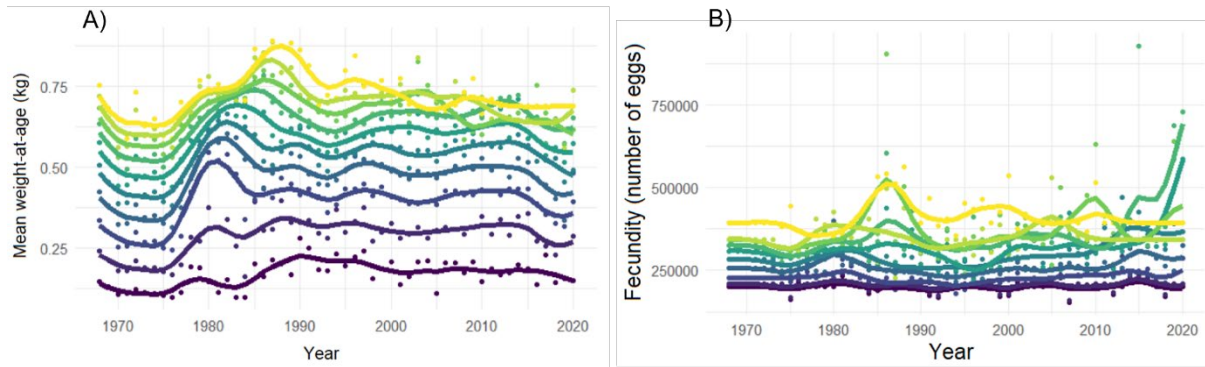 A)
Mean weight-at-age (kg)
0.75
0.50
0.25
1970 1980 1990 2000 2010 2020
Year
B)
Fecundity (number of eggs)
750000
500000
250000
1970 1980 1990 2000 2010 2020
Year